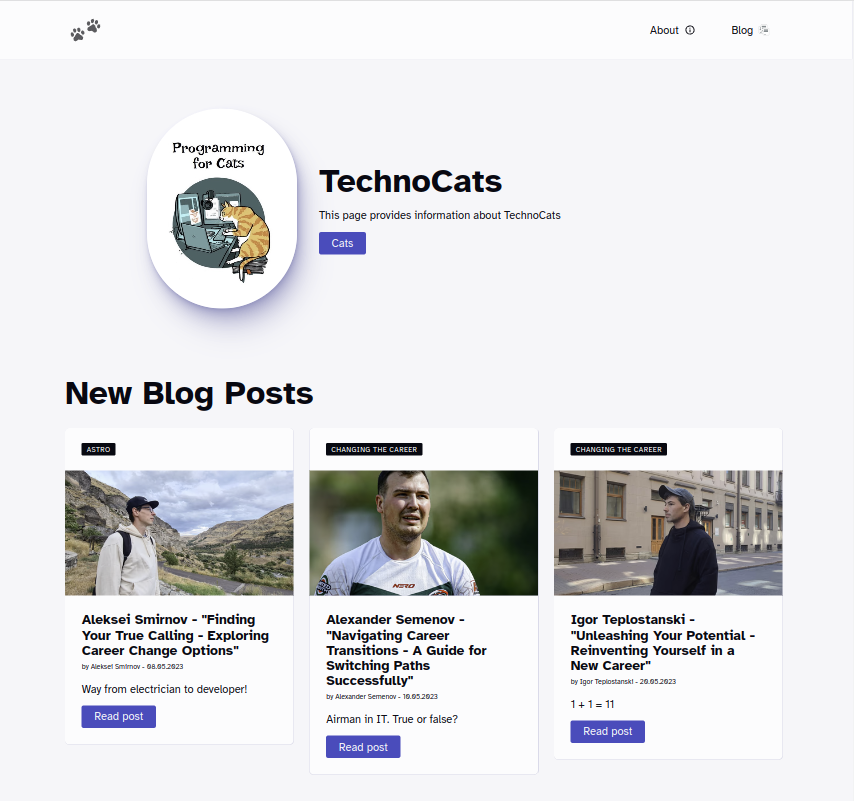 About
Blog
Programming
for Cats
TechnoCats
This page provides information about TechnoCats
Cats
New Blog Posts
ASTRO
Aleksei Smirnov - "Finding
Your True Calling - Exploring
Career Change Options"
by Aleksei Smirnov - 08.05.2023
Way from electrician to developer!
Read post
CHANGING THE CAREER
NERO
Alexander Semenov -
"Navigating Career
Transitions - A Guide for
Switching Paths
Successfully"
by Alexander Semenov - 10.05.2023
Airman in IT. True or false?
Read post
CHANGING THE CAREER
Igor Teplostanski -
"Unleashing Your Potential -
Reinventing Yourself in a
New Career"
by Igor Teplostanski - 20.05.2023
1 + 1 = 11
Read post